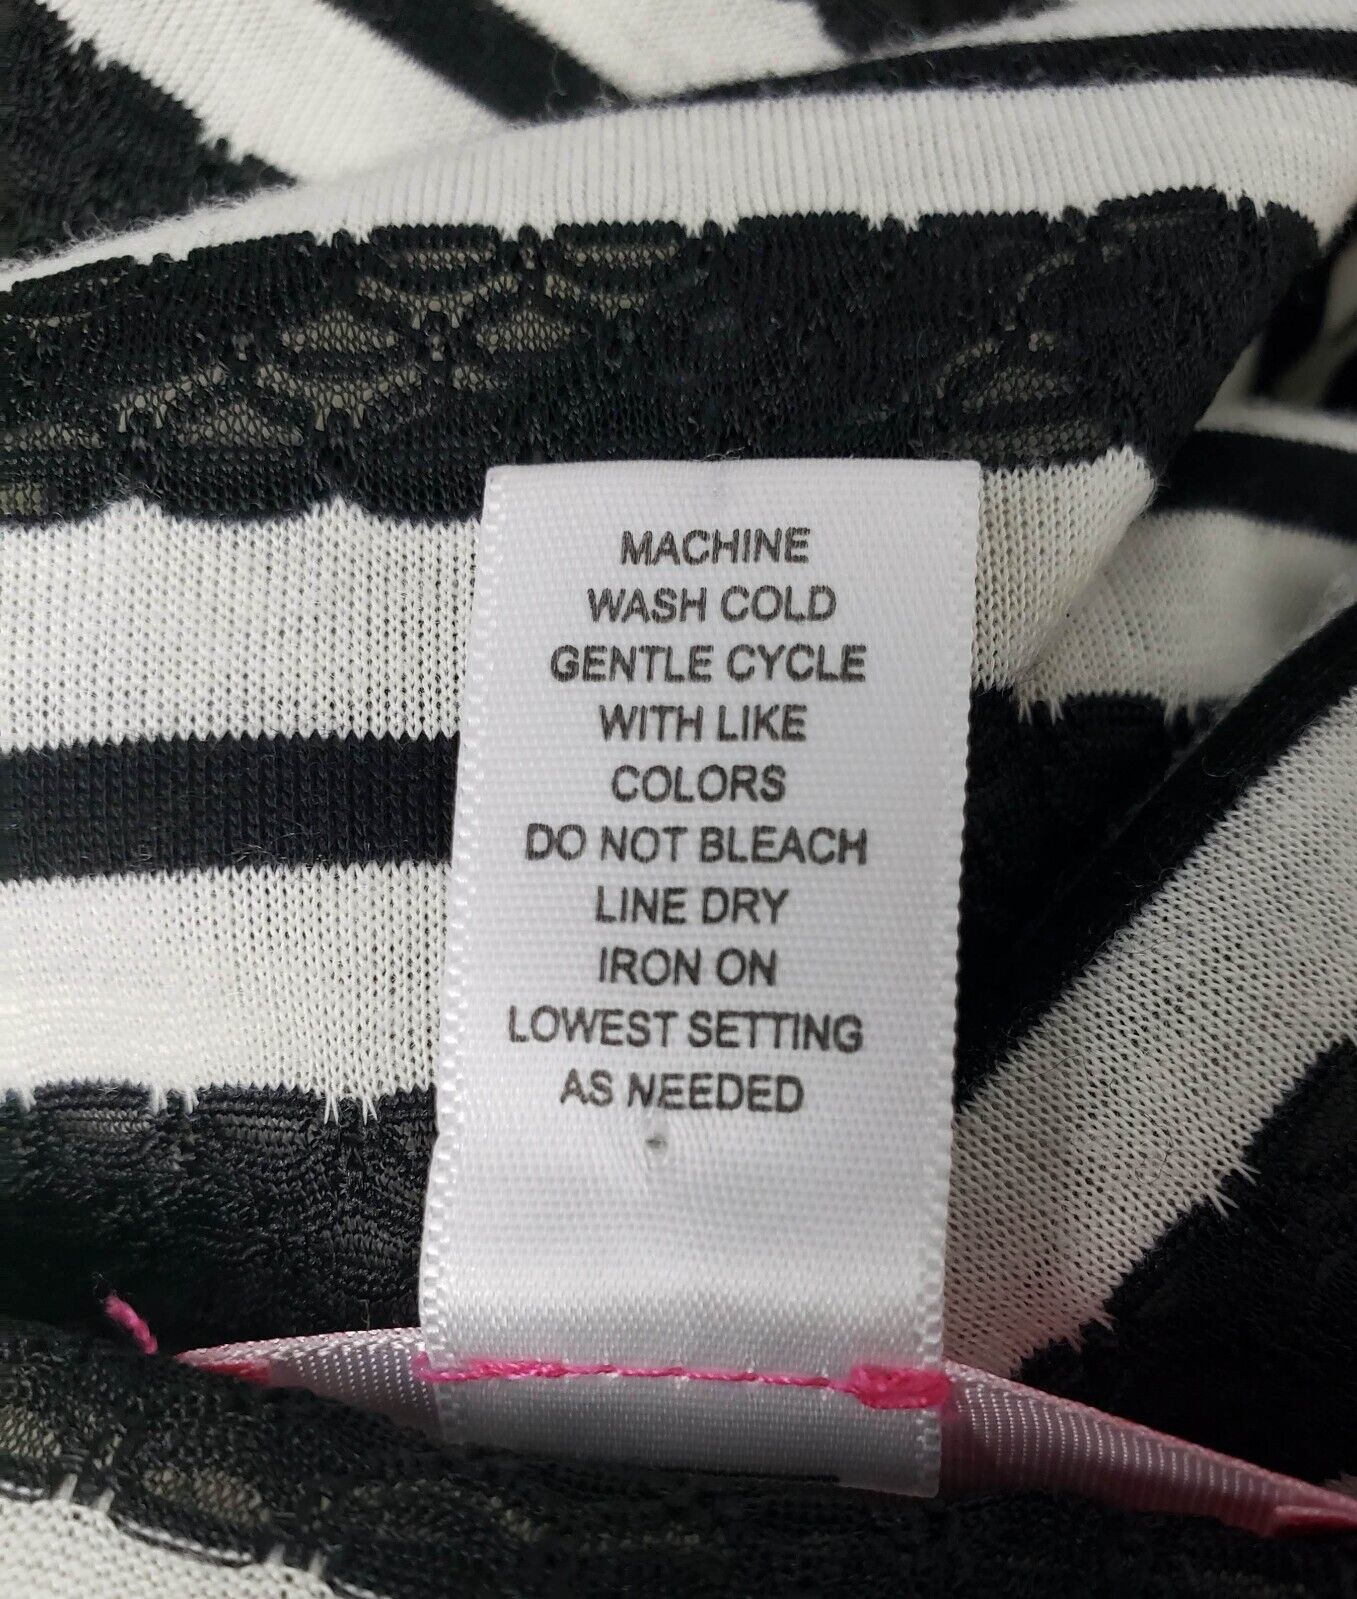 MACHINE
WASH COLD
GENTLE CYCLE
WITH LIKE
COLORS
DO NOT BLEACH
LINE DRY
IRON ON
LOWEST SETTING
AS NEEDED